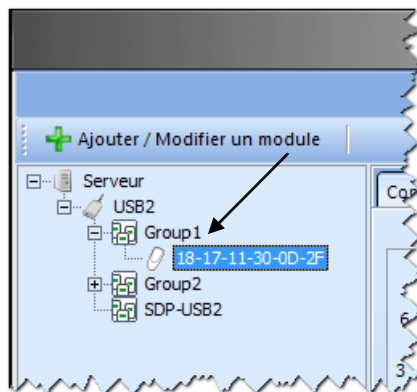 Ajouter / Modifier un module
Serveur
USB2
Group1
18-17-11-30-0D-2F
Group2
SDP-USB2